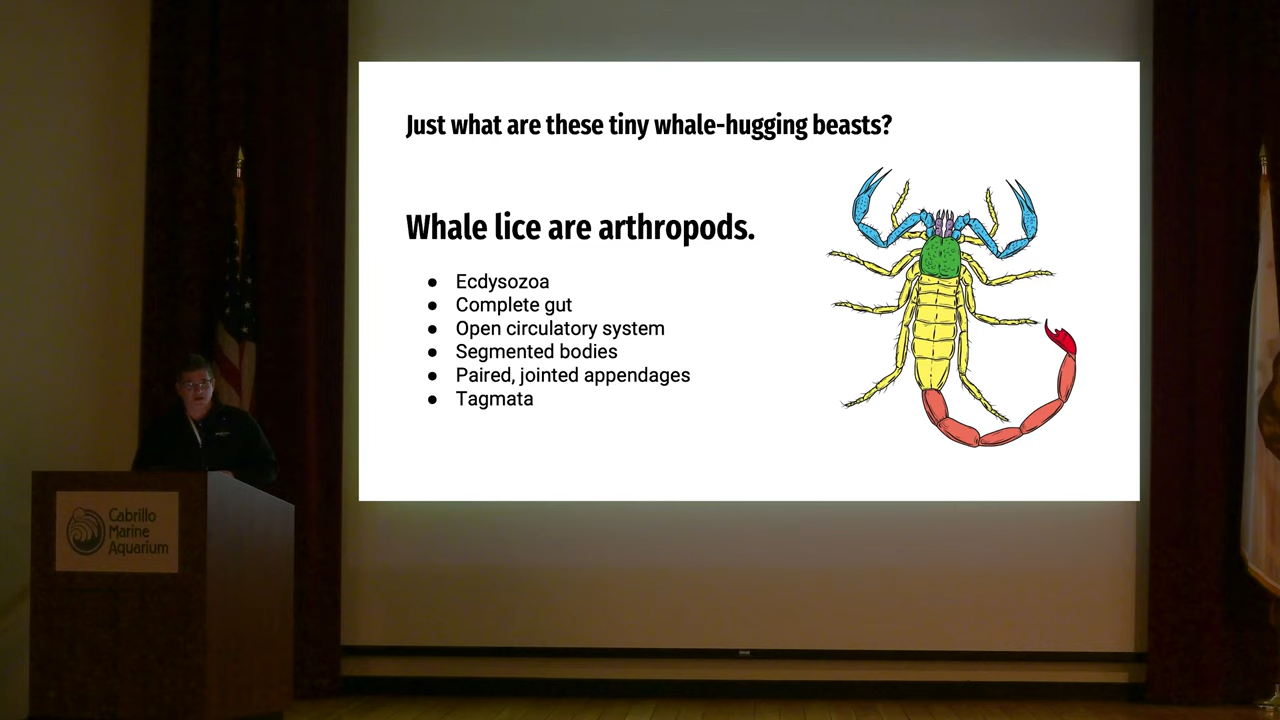 Just what are these tiny whale-hugging beasts?
Whale lice are arthropods.
Ecdysozoa
Complete gut
Open circulatory system
Segmented bodies
Paired, jointed appendages
Tagmata
Cabrillo
Marine
Aquarium